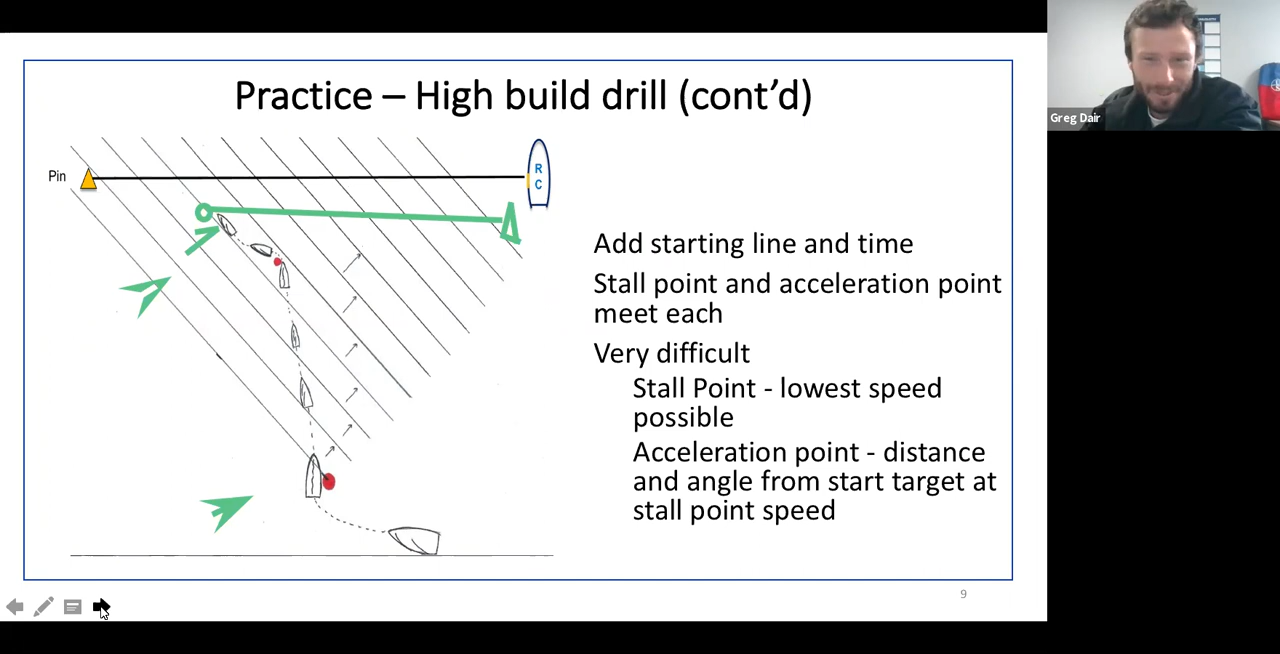 Practice – High build drill (cont’d)
Greg Dair
Pin
R
C
Add starting line and time
Stall point and acceleration point
meet each
Very difficult
Stall Point - lowest speed
possible
Acceleration point - distance
and angle from start target at
stall point speed
9